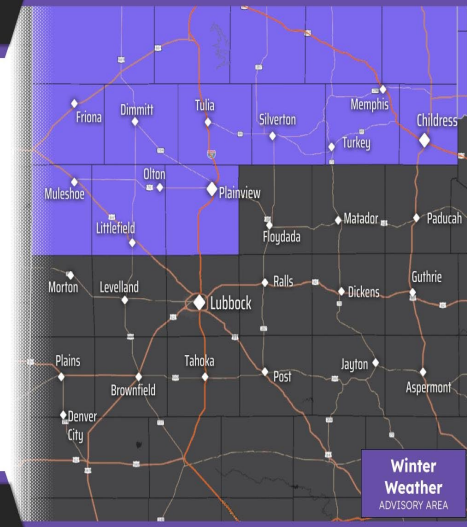 Friona
Dimmitt
Tulia
Silverton
Memphis
Childress
Turkey
Muleshoe
Olton
Plainview
Littlefield
Floydada
Matador
Paducah
Morton
Levelland
Lubbock
Ralls
Dickens
Guthrie
Plains
Brownfield
Tahoka
Post
Jayton
Aspermont
Denver
City
Winter
Weather
ADVISORY AREA